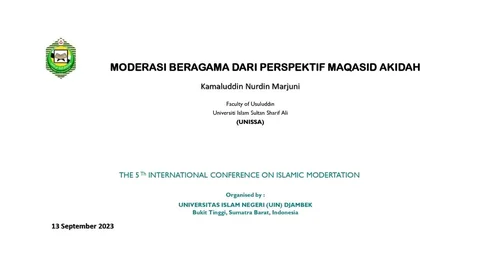 MODERASI BERAGAMA DARI PERSPEKTIF MAQASID AKIDAH
Kamaluddin Nurdin Marjuni
Faculty of Usuluddin
Universiti Islam Sultan Sharif Ali
(UNISSA)
THE 5 TH INTERNATIONAL CONFERENCE ON ISLAMIC MODERTATION
Organised by :
UNIVERSITAS ISLAM NEGERI (UIN) DJAMBEK
Bukit Tinggi, Sumatra Barat, Indonesia
13 September 2023